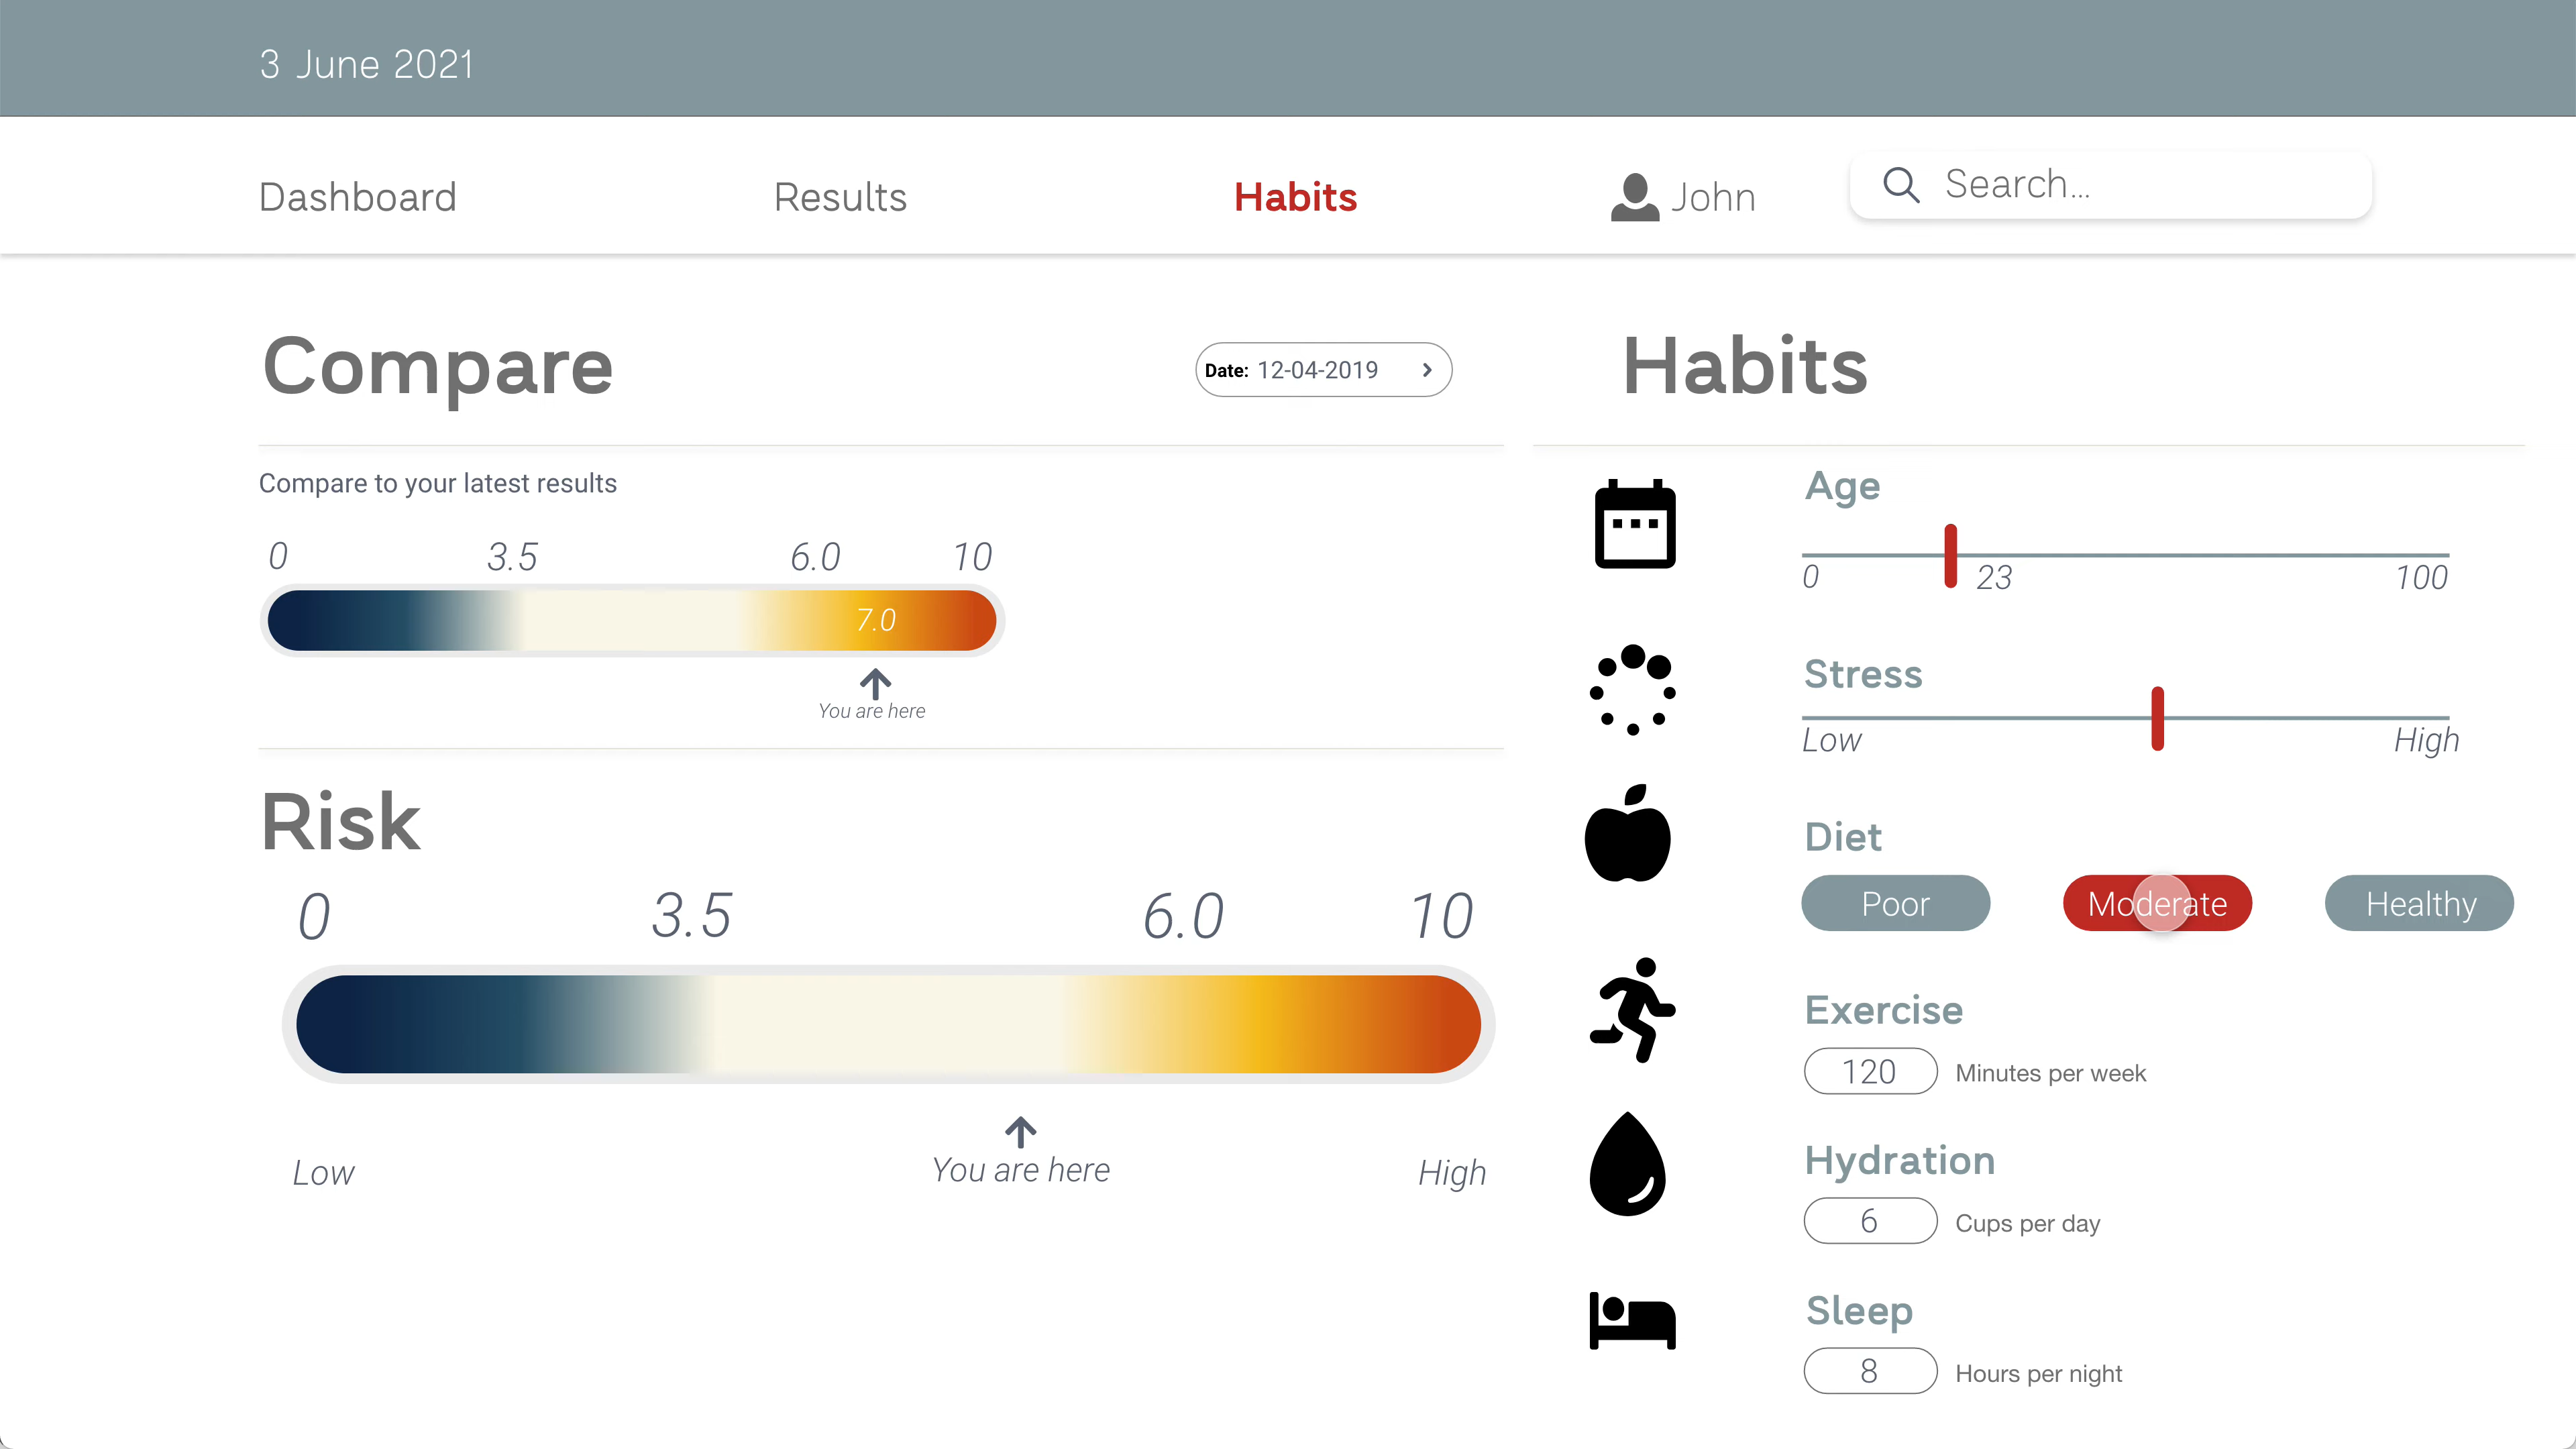 3 June 2021
Dashboard
Results
Habits
John
Search...
Compare
Date: 12-04-2019
Compare to your latest results
0 3.5 6.0 10
7.0
You are here
Risk
0 3.5 6.0 10
You are here
Low High
Habits
Age
0 23 100
Stress
Low High
Diet
Poor Moderate Healthy
Exercise
120 Minutes per week
Hydration
6 Cups per day
Sleep
8 Hours per night